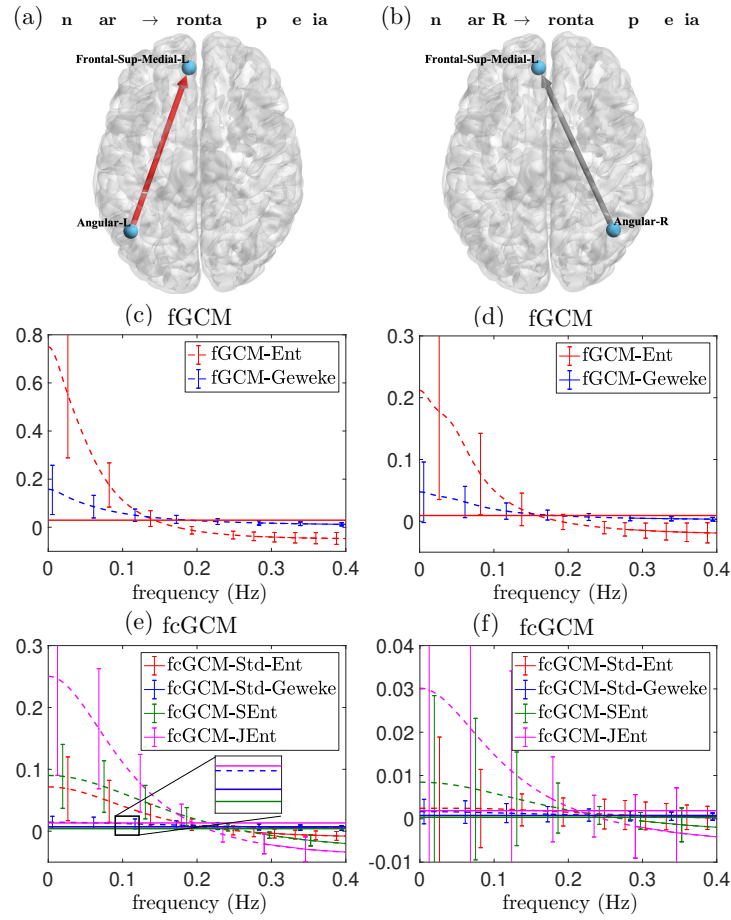 (a) n ar → ronta p e ia
(b) n ar R → ronta p e ia
Frontal-Sup-Medial-L
Angular-L
Frontal-Sup-Medial-L
Angular-R
(c) fGCM
0.8
0.6
0.4
0.2
0
fGCM-Ent
fGCM-Geweke
0 0.1 0.2 0.3 0.4
frequency (Hz)
(d) fGCM
0.3
0.2
0.1
0
fGCM-Ent
fGCM-Geweke
0 0.1 0.2 0.3 0.4
frequency (Hz)
(e) fcGCM
0.3
0.2
0.1
0
fcGCM-Std-Ent
fcGCM-Std-Geweke
fcGCM-SEnt
fcGCM-JEnt
0 0.1 0.2 0.3 0.4
frequency (Hz)
(f) fcGCM
0.04
0.03
0.02
0.01
0
-0.01
fcGCM-Std-Ent
fcGCM-Std-Geweke
fcGCM-SEnt
fcGCM-JEnt
0 0.1 0.2 0.3 0.4
frequency (Hz)